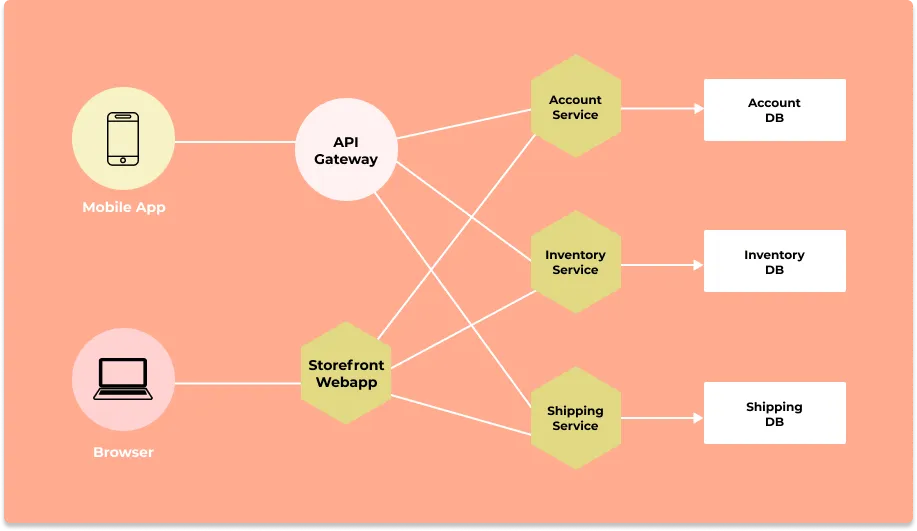 Mobile App
API
Gateway
Account
Service
Account
DB
Inventory
Service
Inventory
DB
Browser
Storefront
Webapp
Shipping
Service
Shipping
DB